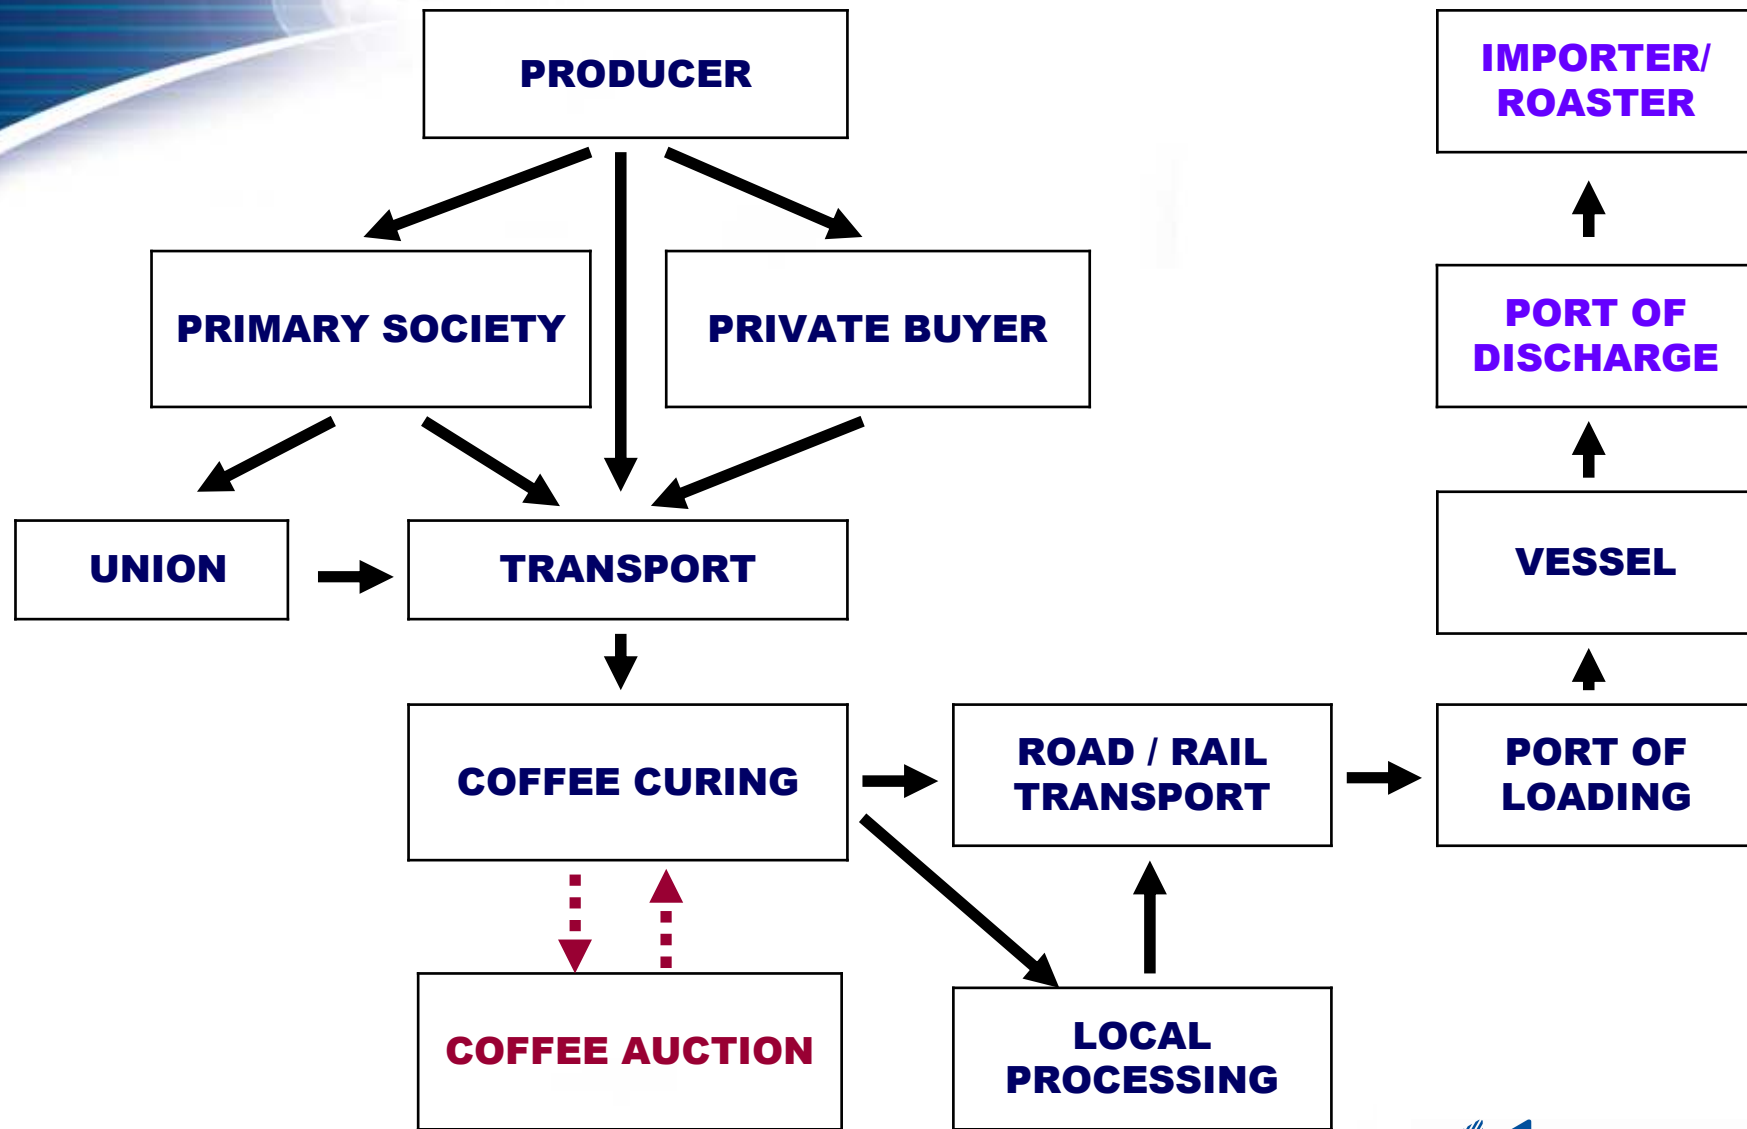 PRODUCER
IMPORTER/
ROASTER
PRIMARY SOCIETY
PRIVATE BUYER
PORT OF
DISCHARGE
UNION
TRANSPORT
VESSEL
COFFEE CURING
ROAD / RAIL
TRANSPORT
PORT OF
LOADING
COFFEE AUCTION
LOCAL
PROCESSING